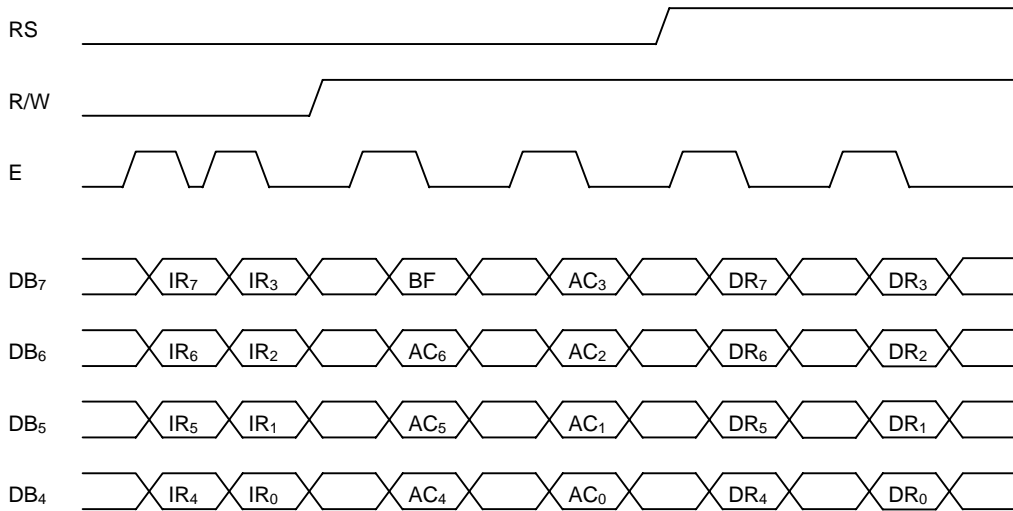 RS
R/W
E
DB₇ IR₇ IR₃ BF AC₃ DR₇ DR₃
DB₆ IR₆ IR₂ AC₆ AC₂ DR₆ DR₂
DB₅ IR₅ IR₁ AC₅ AC₁ DR₅ DR₁
DB₄ IR₄ IR₀ AC₄ AC₀ DR₄ DR₀